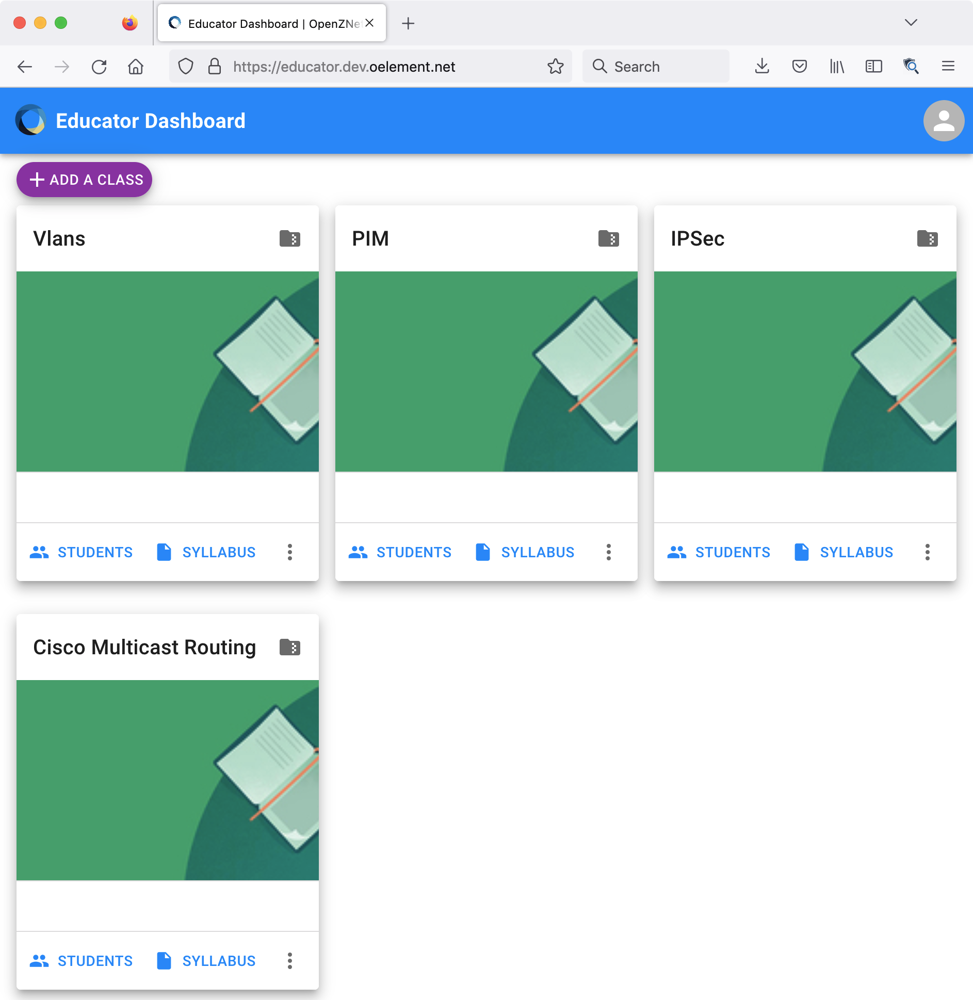 Educator Dashboard | OpenZNe
https://educator.dev.oelement.net
Search
Educator Dashboard
ADD A CLASS
Vlans
PIM
IPSec
STUDENTS
SYLLABUS
STUDENTS
SYLLABUS
STUDENTS
SYLLABUS
Cisco Multicast Routing
STUDENTS
SYLLABUS